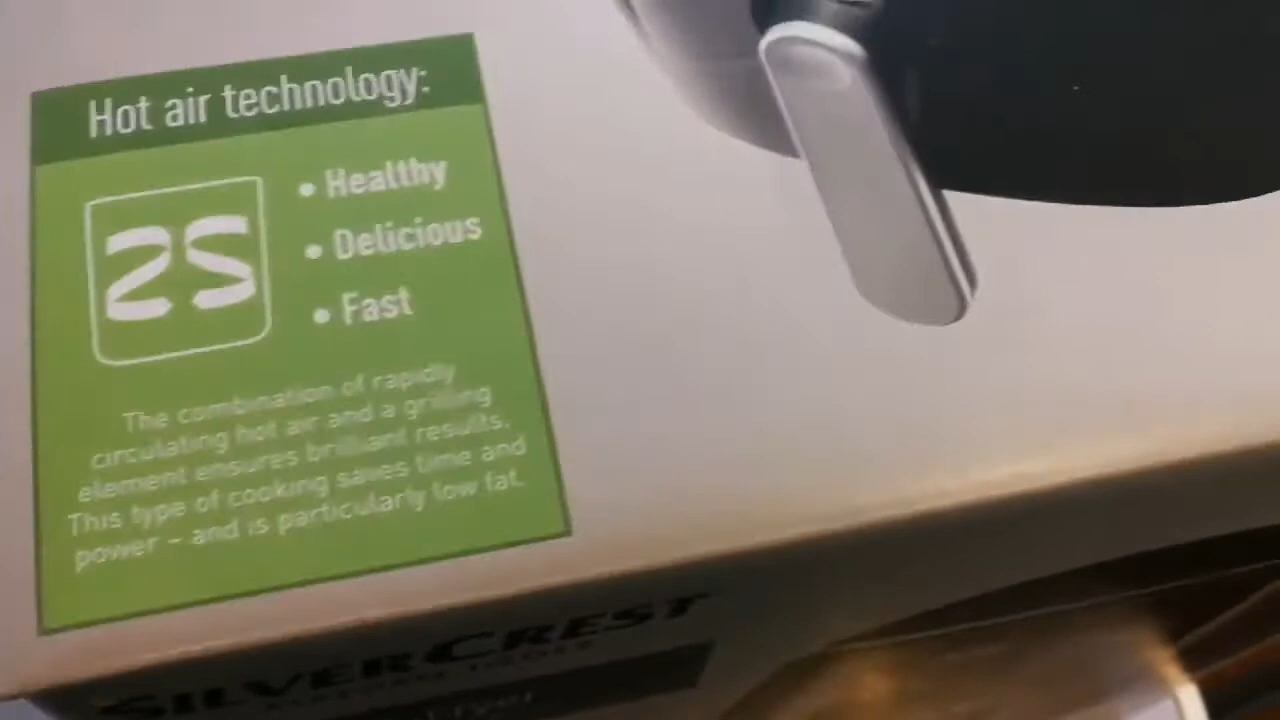 Hot air technology:
• Healthy
• Delicious
• Fast
The combination of rapidly
circulating hot air and a grilling
element ensures brilliant results.
This type of cooking saves time and
power – and is particularly low fat.
SILVERCREST
Fryer